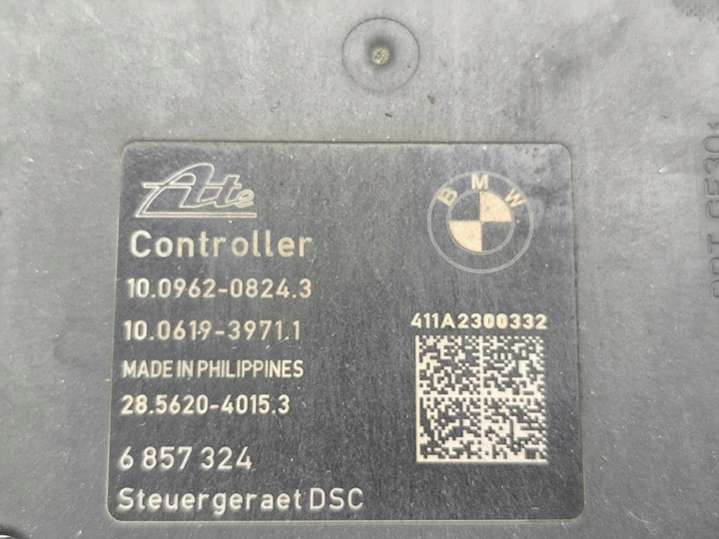 Ate
BMW
Controller
10.0962-0824.3
10.0619-3971.1
411A2300332
MADE IN PHILIPPINES
28.5620-4015.3
6 857 324
Steuergeraet DSC